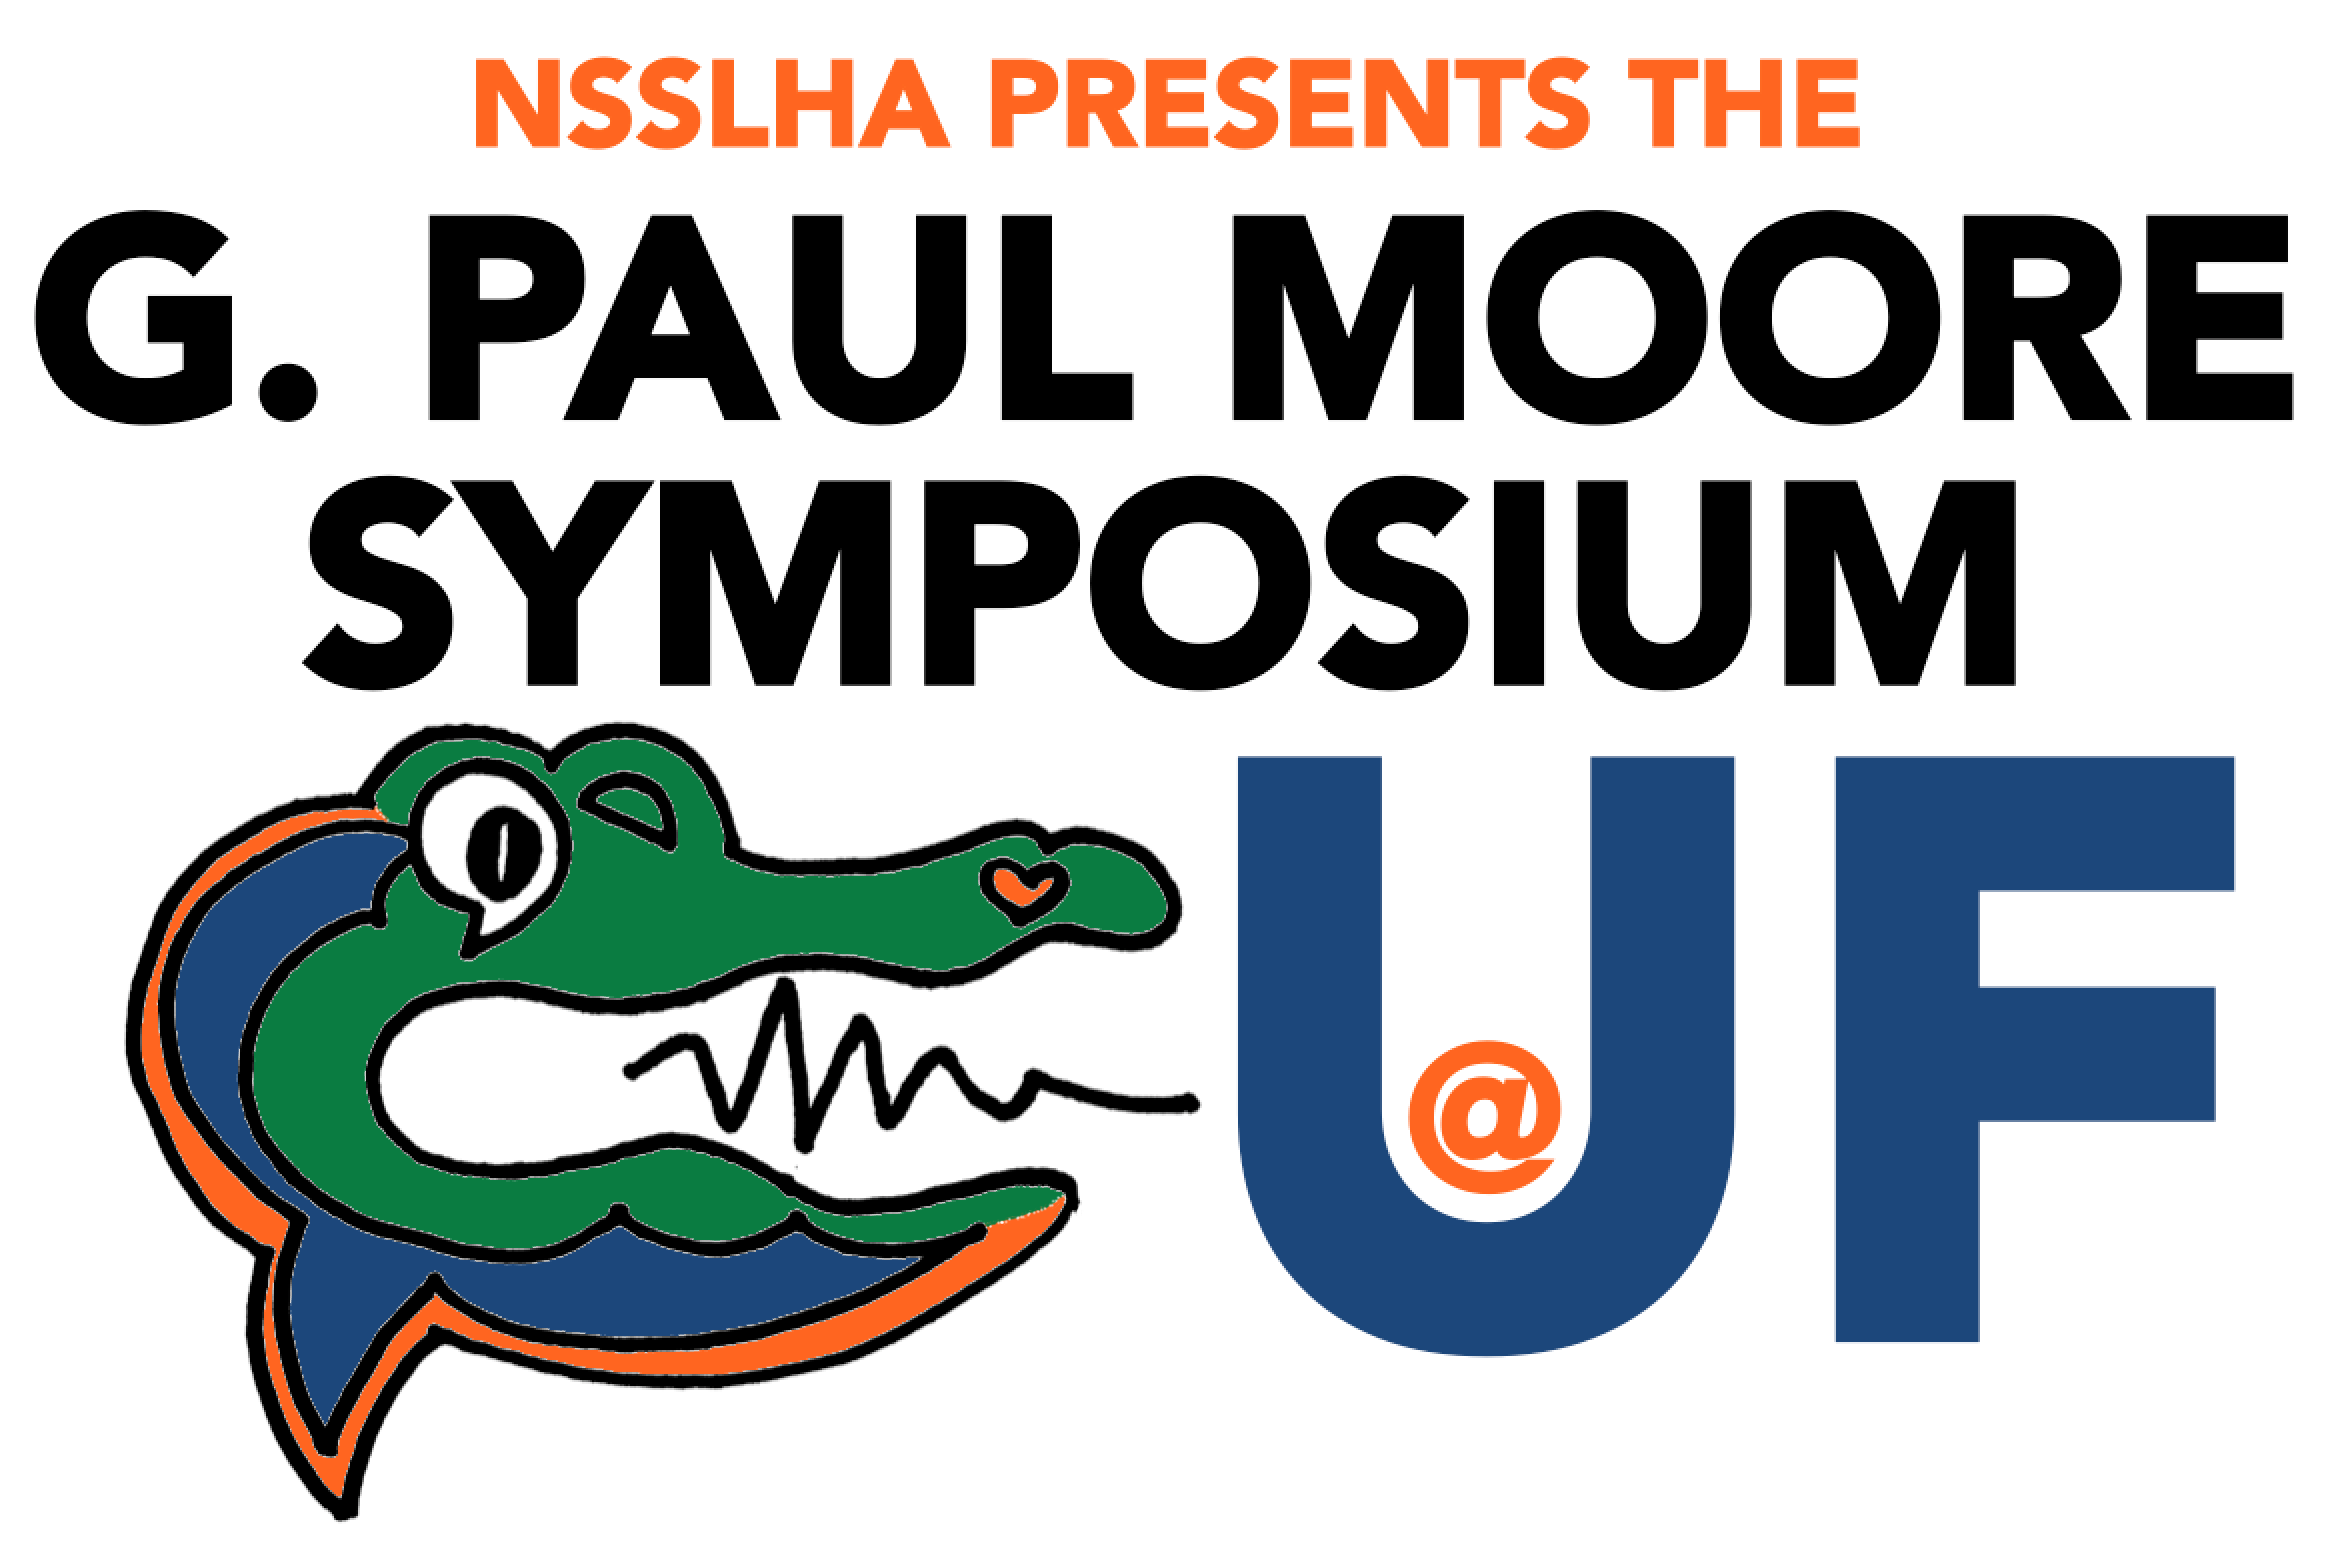 NSSLHA PRESENTS THE
G. PAUL MOORE
SYMPOSIUM
@
UF